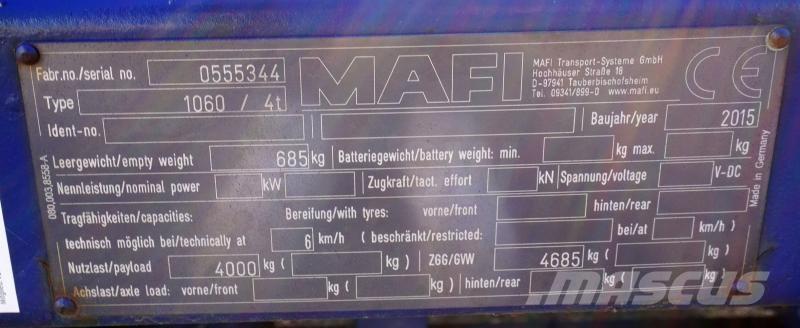 Fabr.no./serial no. 0555344
MAFI
MAFI Transport-Systeme GmbH
Hochhäuser Straße 18
D-97941 Tauberbischofsheim
Tel. 09341/899-0 www.mafi.eu
CE
Type 1060 / 4t
Ident-no. Baujahr/year 2015
Leergewicht/empty weight 685 kg Batteriegewicht/battery weight: min. kg max. kg
Nennleistung/nominal power kW Zugkraft/tact. effort kN Spannung/voltage V-DC
Tragfähigkeiten/capacities: Bereifung/with tyres: vorne/front hinten/rear
technisch möglich bei/technically at 6 km/h ( beschränkt/restricted: bei/at km/h )
Nutzlast/payload 4000 kg ( kg ) ZGG/GVW 4685 kg ( kg )
Achslast/axle load: vorne/front kg ( kg ) hinten/rear kg ( kg )
080.003.8558-A
Made in Germany
MASCUS